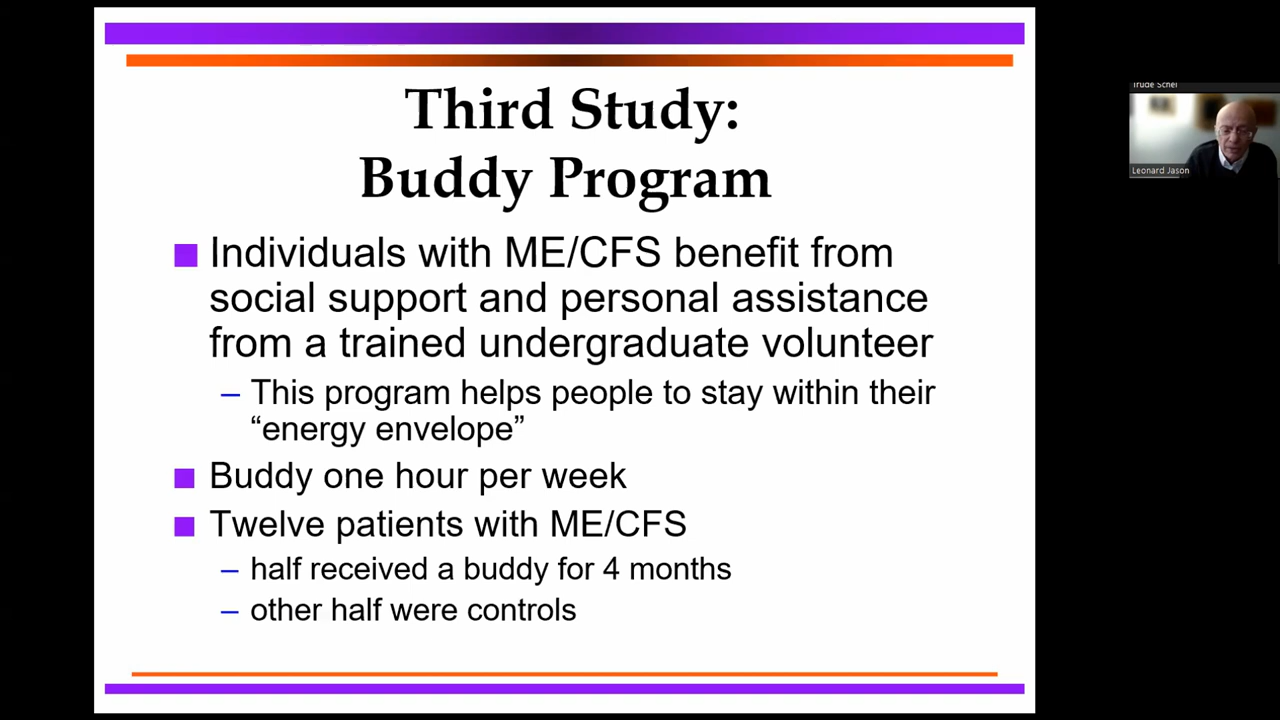 Third Study:
Buddy Program
Individuals with ME/CFS benefit from
social support and personal assistance
from a trained undergraduate volunteer
– This program helps people to stay within their
“energy envelope”
Buddy one hour per week
Twelve patients with ME/CFS
– half received a buddy for 4 months
– other half were controls
Trude Schei
Leonard Jason